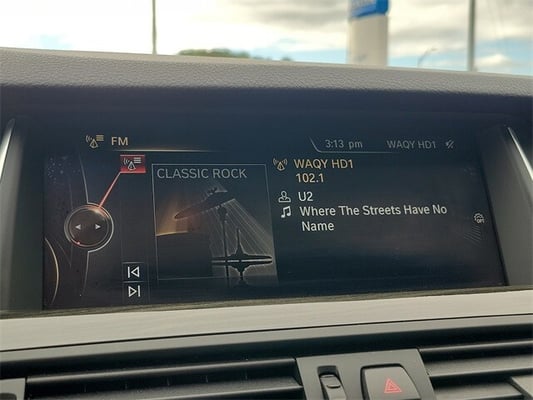 FM
3:13 pm WAQY HD1
CLASSIC ROCK
WAQY HD1
102.1
U2
Where The Streets Have No
Name